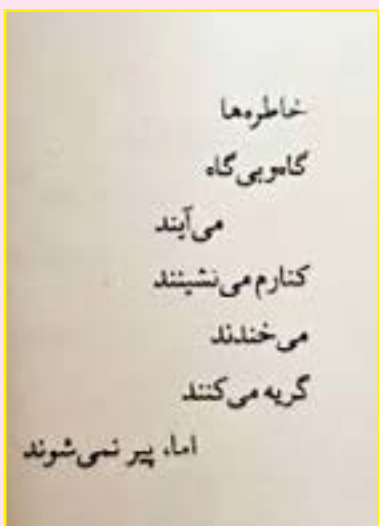 خاطره‌ها
گاه‌و‌بی‌گاه
می‌آیند
کنارم می‌نشینند
می‌خندند
گریه می‌کنند
اما، پیر نمی‌شوند